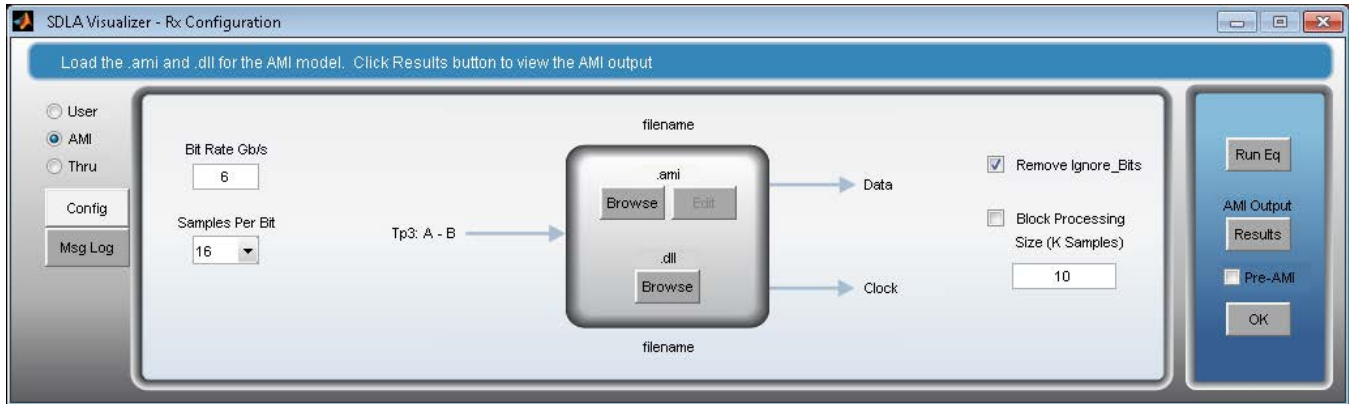 SDLA Visualizer - Rx Configuration
Load the .ami and .dll for the AMI model. Click Results button to view the AMI output
User
AMI
Thru
Config
Msg Log
Bit Rate Gb/s
6
Samples Per Bit
16
Tp3: A - B
filename
.ami
Browse
Edit
.dll
Browse
filename
Data
Clock
Remove Ignore_Bits
Block Processing
Size (K Samples)
10
Run Eq
AMI Output
Results
Pre-AMI
OK